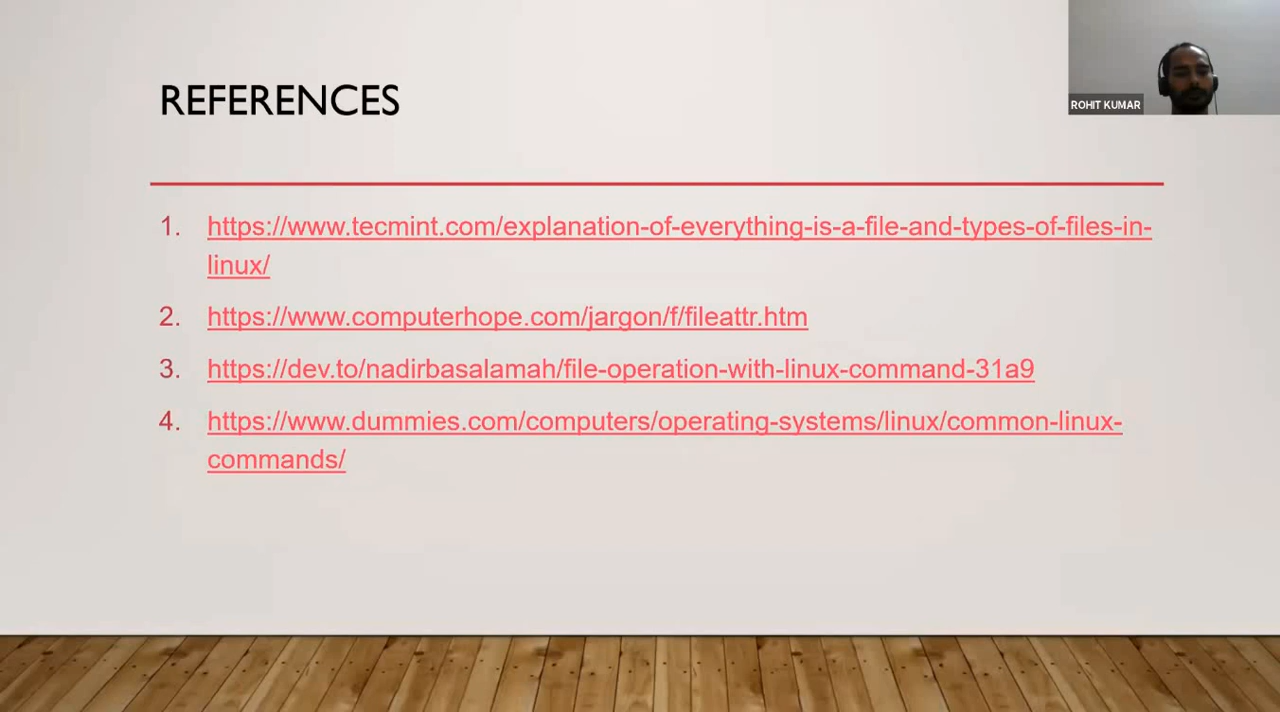 REFERENCES
ROHIT KUMAR
1. https://www.tecmint.com/explanation-of-everything-is-a-file-and-types-of-files-in-
linux/
2. https://www.computerhope.com/jargon/f/fileattr.htm
3. https://dev.to/nadirbasalamah/file-operation-with-linux-command-31a9
4. https://www.dummies.com/computers/operating-systems/linux/common-linux-
commands/